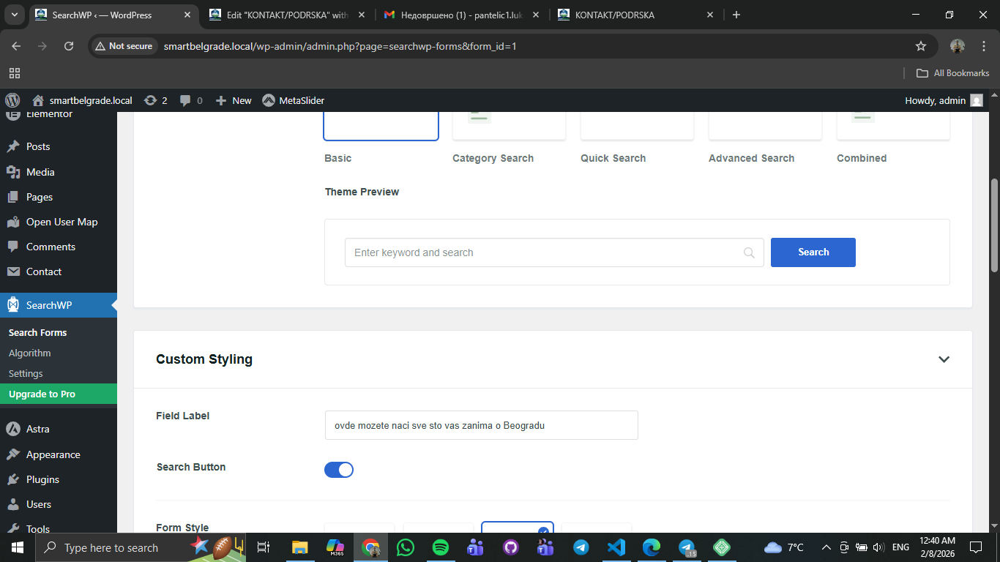 SearchWP ‹ — WordPress
Edit "KONTAKT/PODRSKA" with
Недовршено (1) - pantelic1.luk
KONTAKT/PODRSKA
Not secure
smartbelgrade.local/wp-admin/admin.php?page=searchwp-forms&form_id=1
All Bookmarks
smartbelgrade.local
2
0
New
MetaSlider
Howdy, admin
Elementor
Posts
Media
Pages
Open User Map
Comments
Contact
SearchWP
Search Forms
Algorithm
Settings
Upgrade to Pro
Astra
Appearance
Plugins
Users
Tools
Basic
Category Search
Quick Search
Advanced Search
Combined
Theme Preview
Enter keyword and search
Search
Custom Styling
Field Label
ovde mozete naci sve sto vas zanima o Beogradu
Search Button
Form Style
Type here to search
M365
..15
7°C
ENG
12:40 AM
2/8/2026